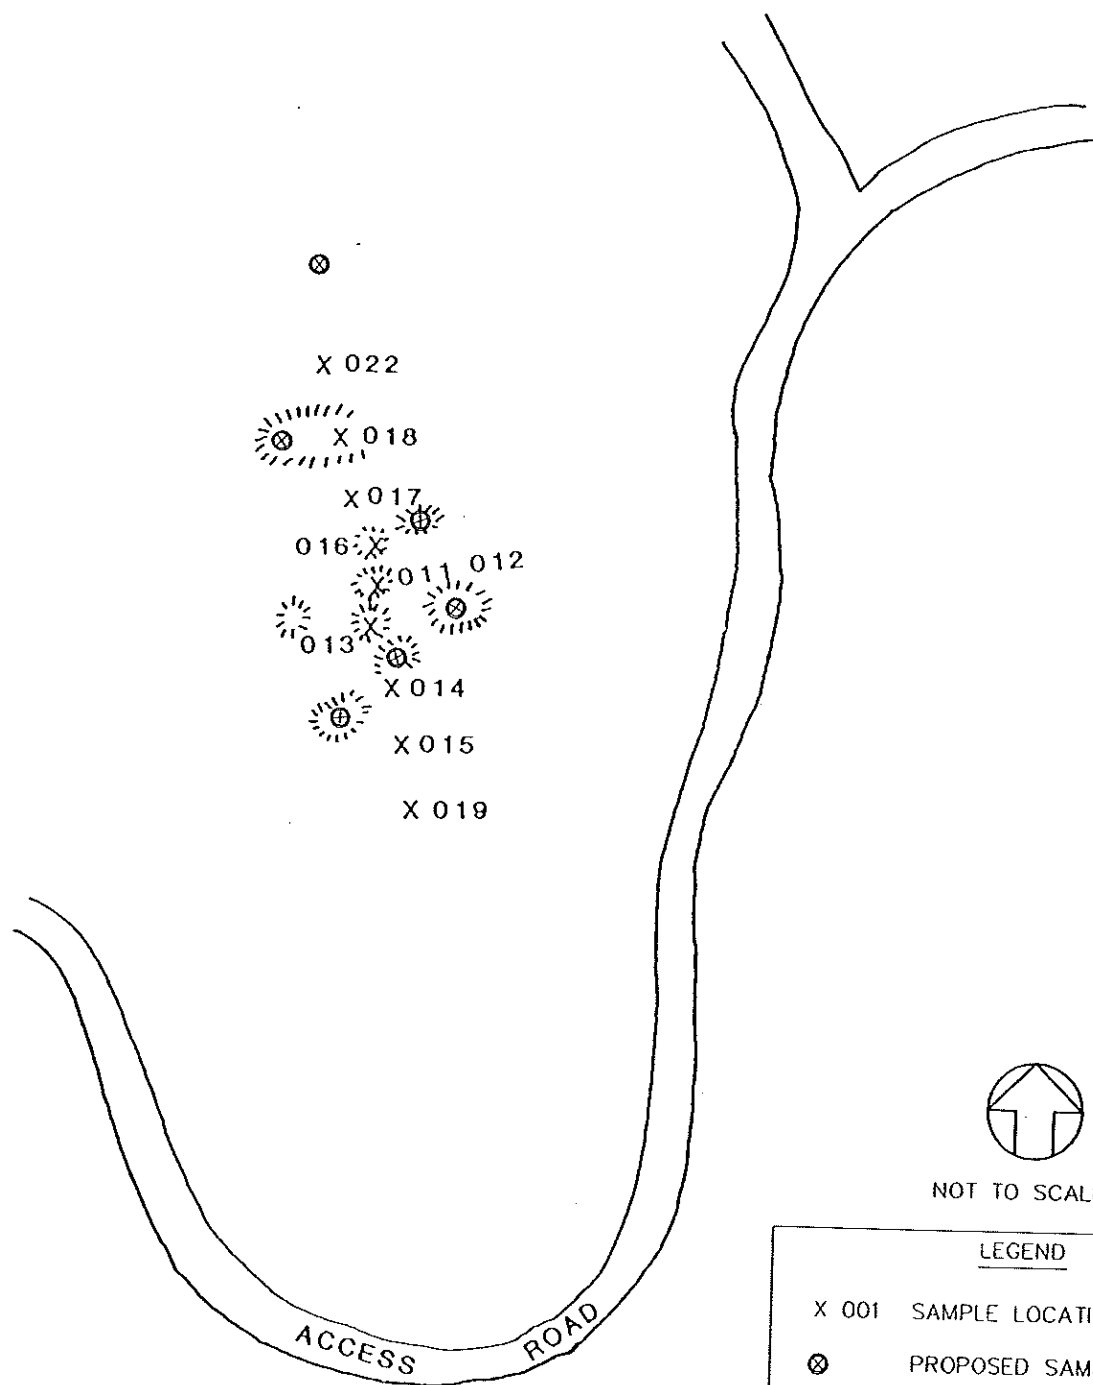 X 022
X 018
X 017
016 X
X 011
012
013 X
X 014
X 015
X 019
NOT TO SCAL
LEGEND
X 001 SAMPLE LOCATI
PROPOSED SAM
ACCESS ROAD